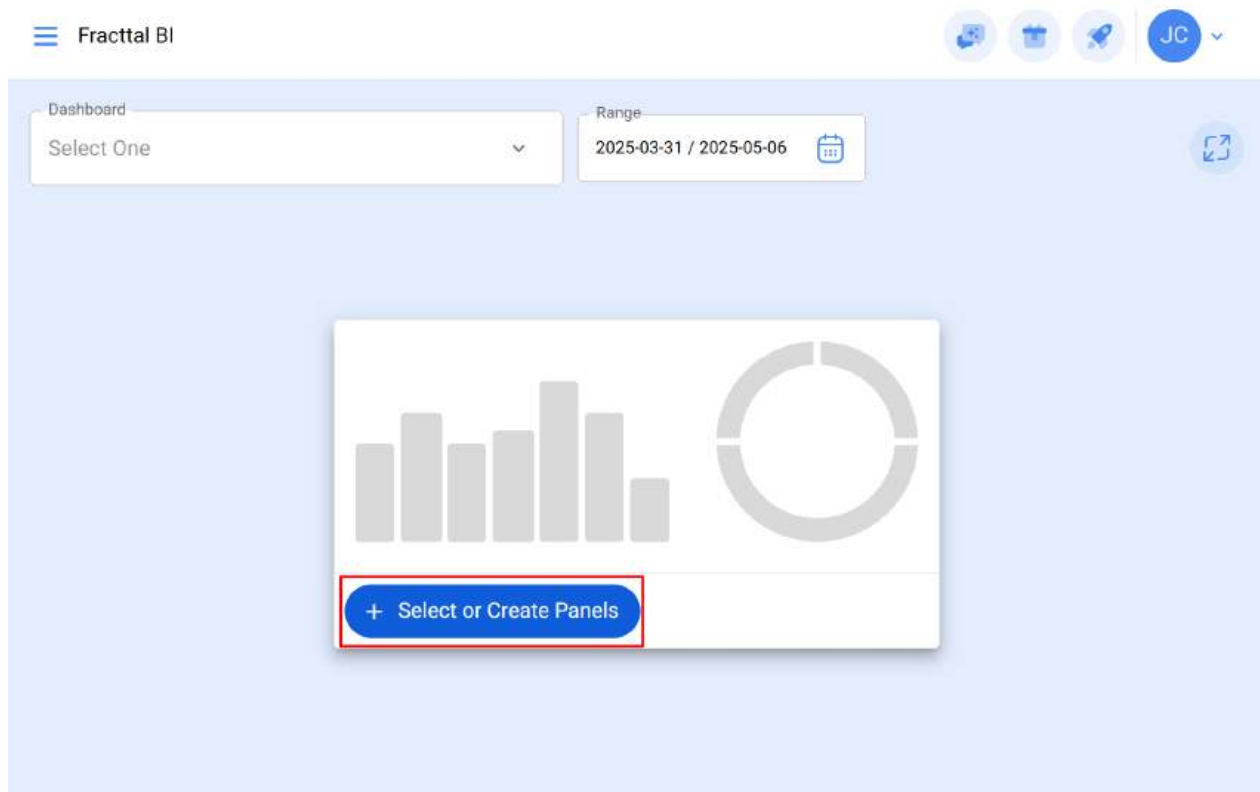 Fracttal BI
JC
Dashboard
Select One
Range
2025-03-31 / 2025-05-06
+ Select or Create Panels